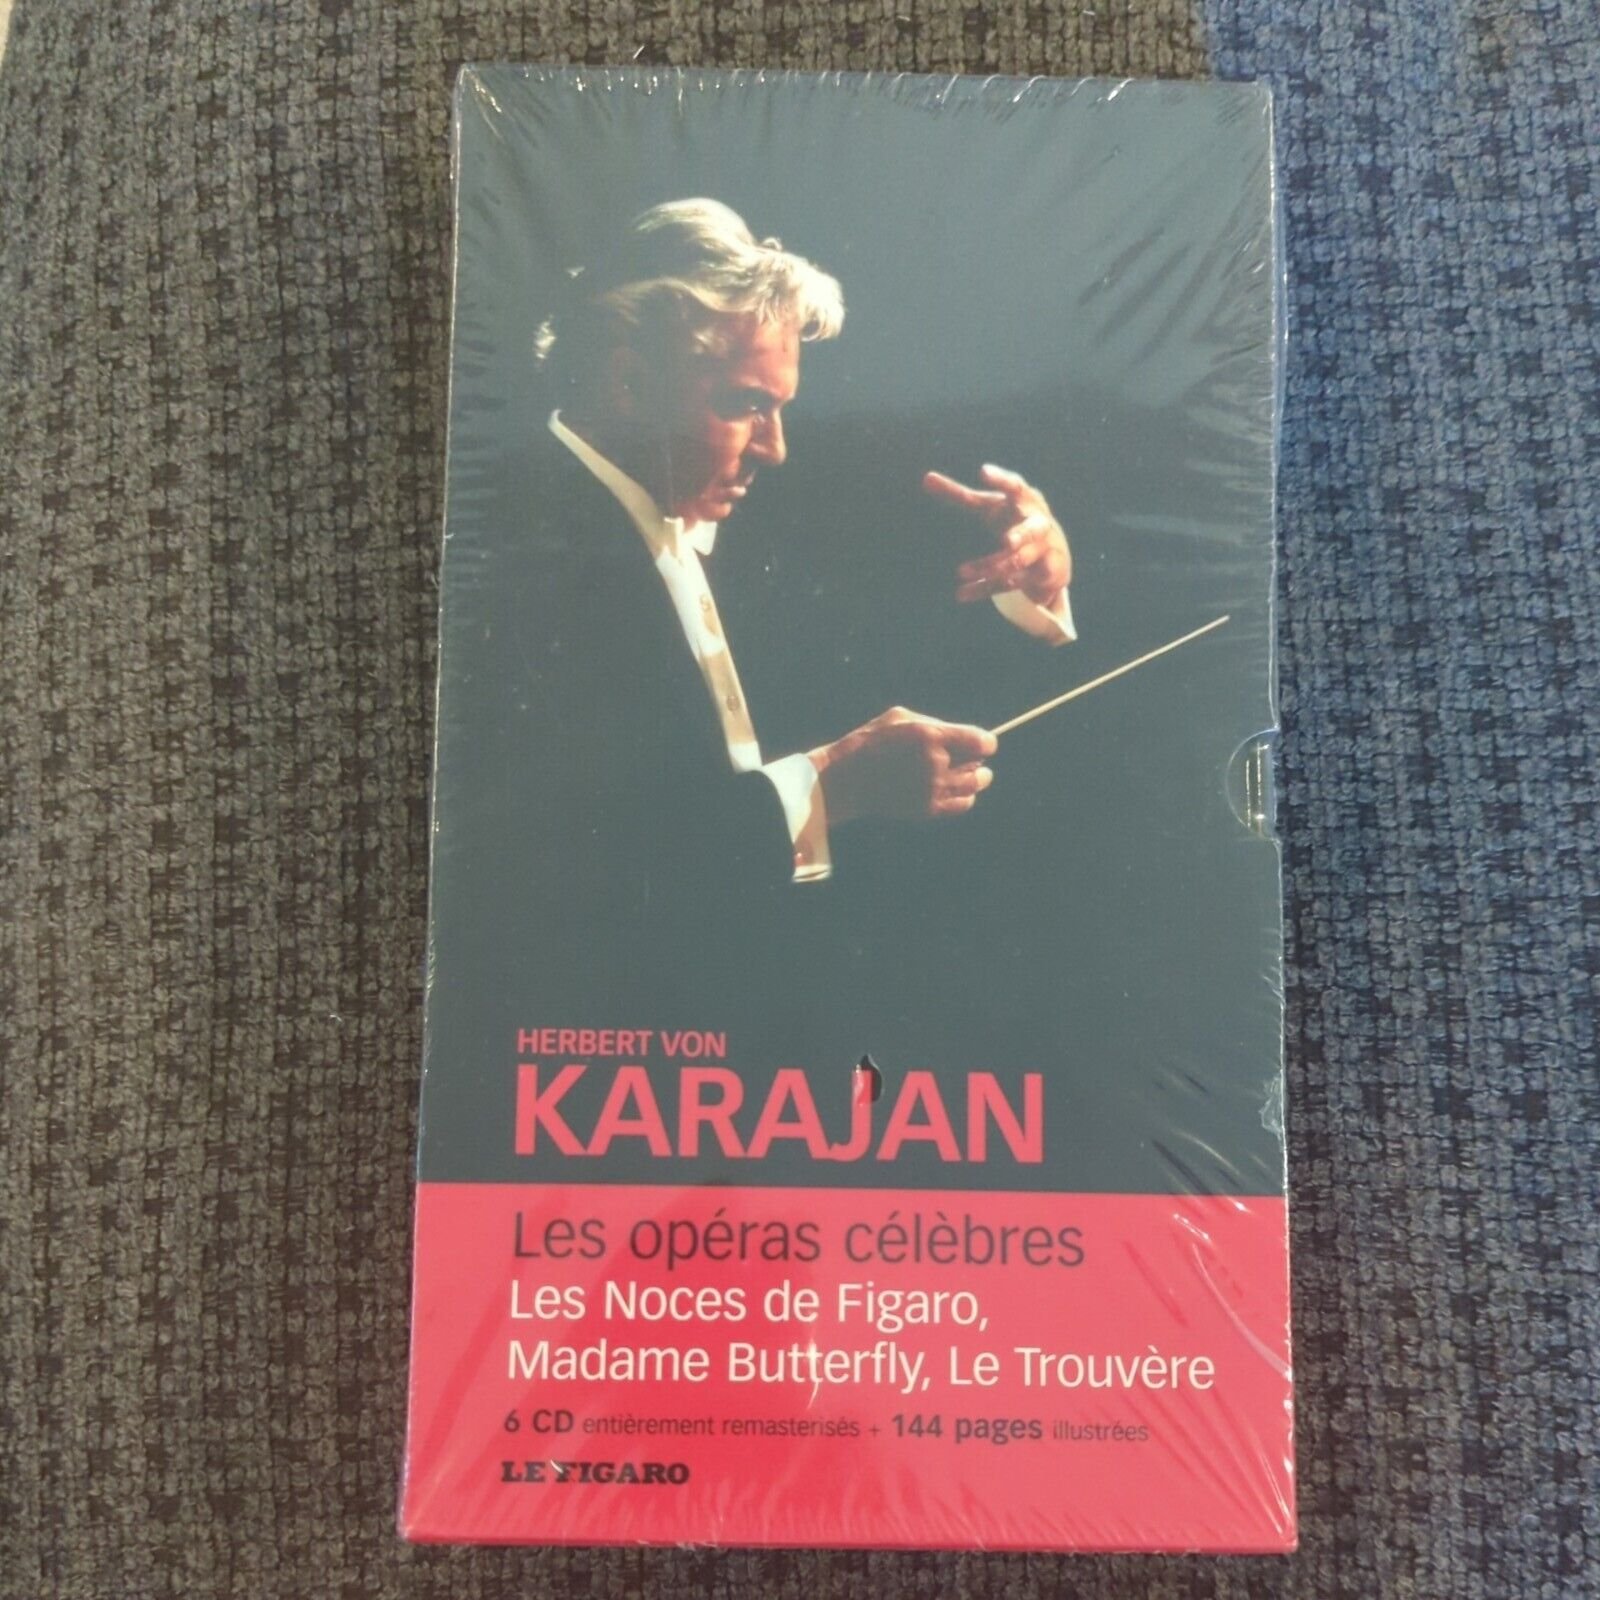 HERBERT VON
KARAJAN
Les opéras célèbres
Les Noces de Figaro,
Madame Butterfly, Le Trouvère
6 CD entièrement remasterisés + 144 pages illustrées
LE FIGARO